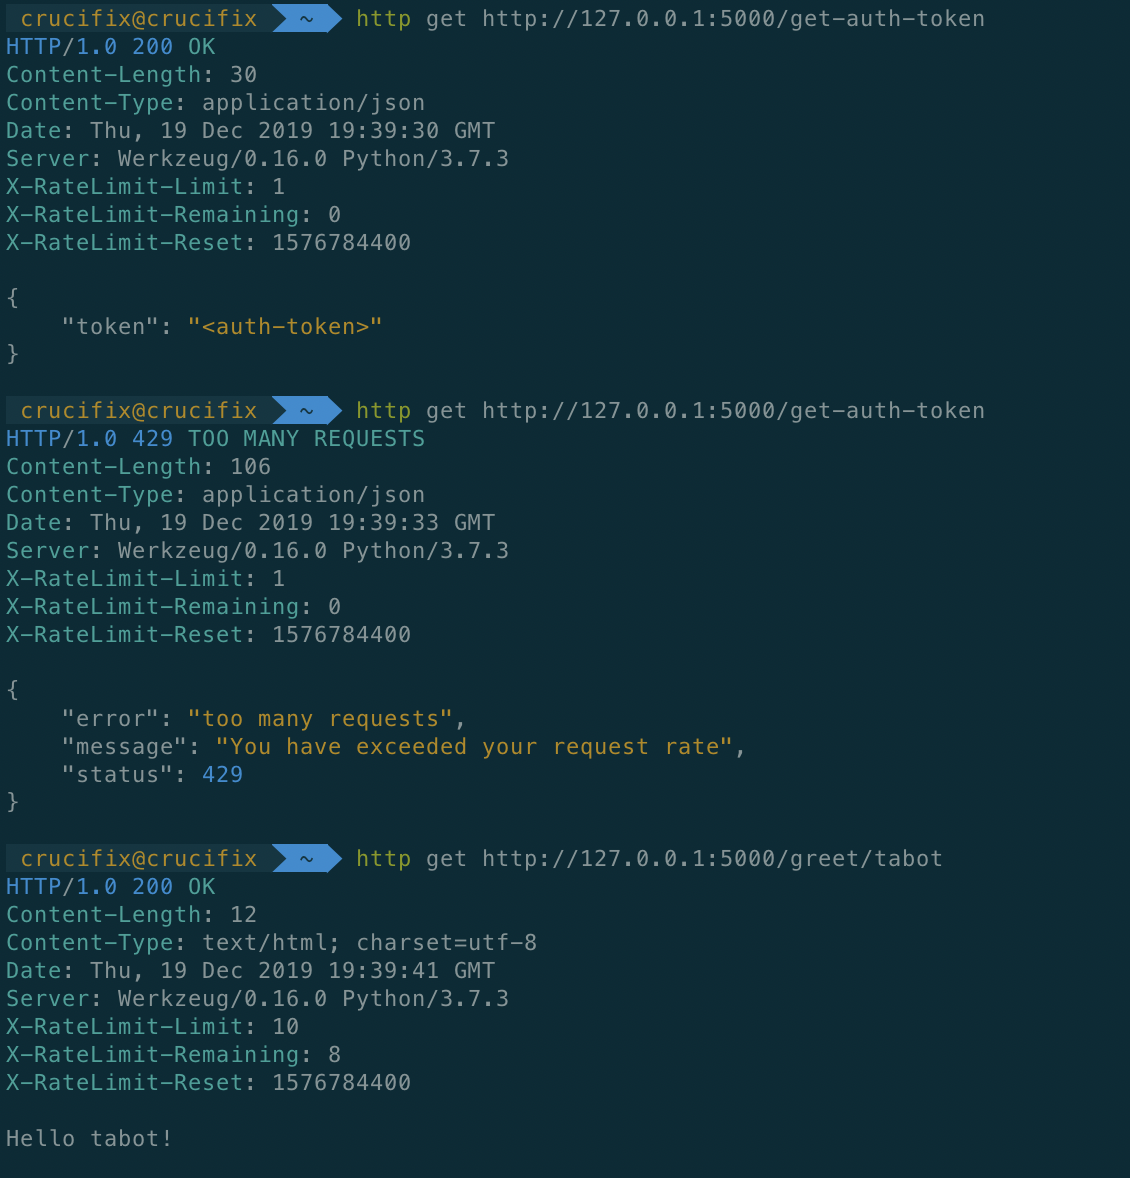 crucifix@crucifix ~ http get http://127.0.0.1:5000/get-auth-token
HTTP/1.0 200 OK
Content-Length: 30
Content-Type: application/json
Date: Thu, 19 Dec 2019 19:39:30 GMT
Server: Werkzeug/0.16.0 Python/3.7.3
X-RateLimit-Limit: 1
X-RateLimit-Remaining: 0
X-RateLimit-Reset: 1576784400
{
    "token": "<auth-token>"
}
crucifix@crucifix ~ http get http://127.0.0.1:5000/get-auth-token
HTTP/1.0 429 TOO MANY REQUESTS
Content-Length: 106
Content-Type: application/json
Date: Thu, 19 Dec 2019 19:39:33 GMT
Server: Werkzeug/0.16.0 Python/3.7.3
X-RateLimit-Limit: 1
X-RateLimit-Remaining: 0
X-RateLimit-Reset: 1576784400
{
    "error": "too many requests",
    "message": "You have exceeded your request rate",
    "status": 429
}
crucifix@crucifix ~ http get http://127.0.0.1:5000/greet/tabot
HTTP/1.0 200 OK
Content-Length: 12
Content-Type: text/html; charset=utf-8
Date: Thu, 19 Dec 2019 19:39:41 GMT
Server: Werkzeug/0.16.0 Python/3.7.3
X-RateLimit-Limit: 10
X-RateLimit-Remaining: 8
X-RateLimit-Reset: 1576784400
Hello tabot!